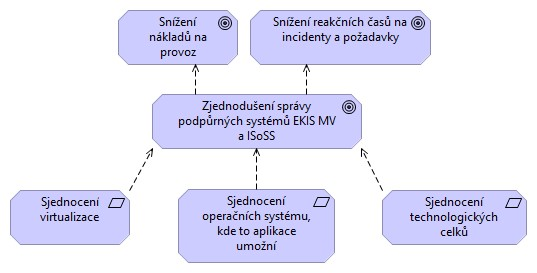 Snížení
nákladů na
provoz
Snížení reakčních časů na
incidenty a požadavky
Zjednodušení správy
podpůrných systémů EKIS MV
a ISoSS
Sjednocení
virtualizace
Sjednocení
operačních systému,
kde to aplikace
umožní
Sjednocení
technologických
celků